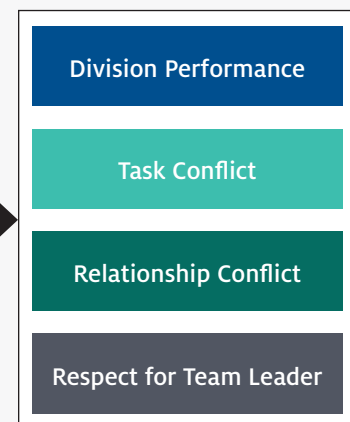 Division Performance
Task Conflict
Relationship Conflict
Respect for Team Leader